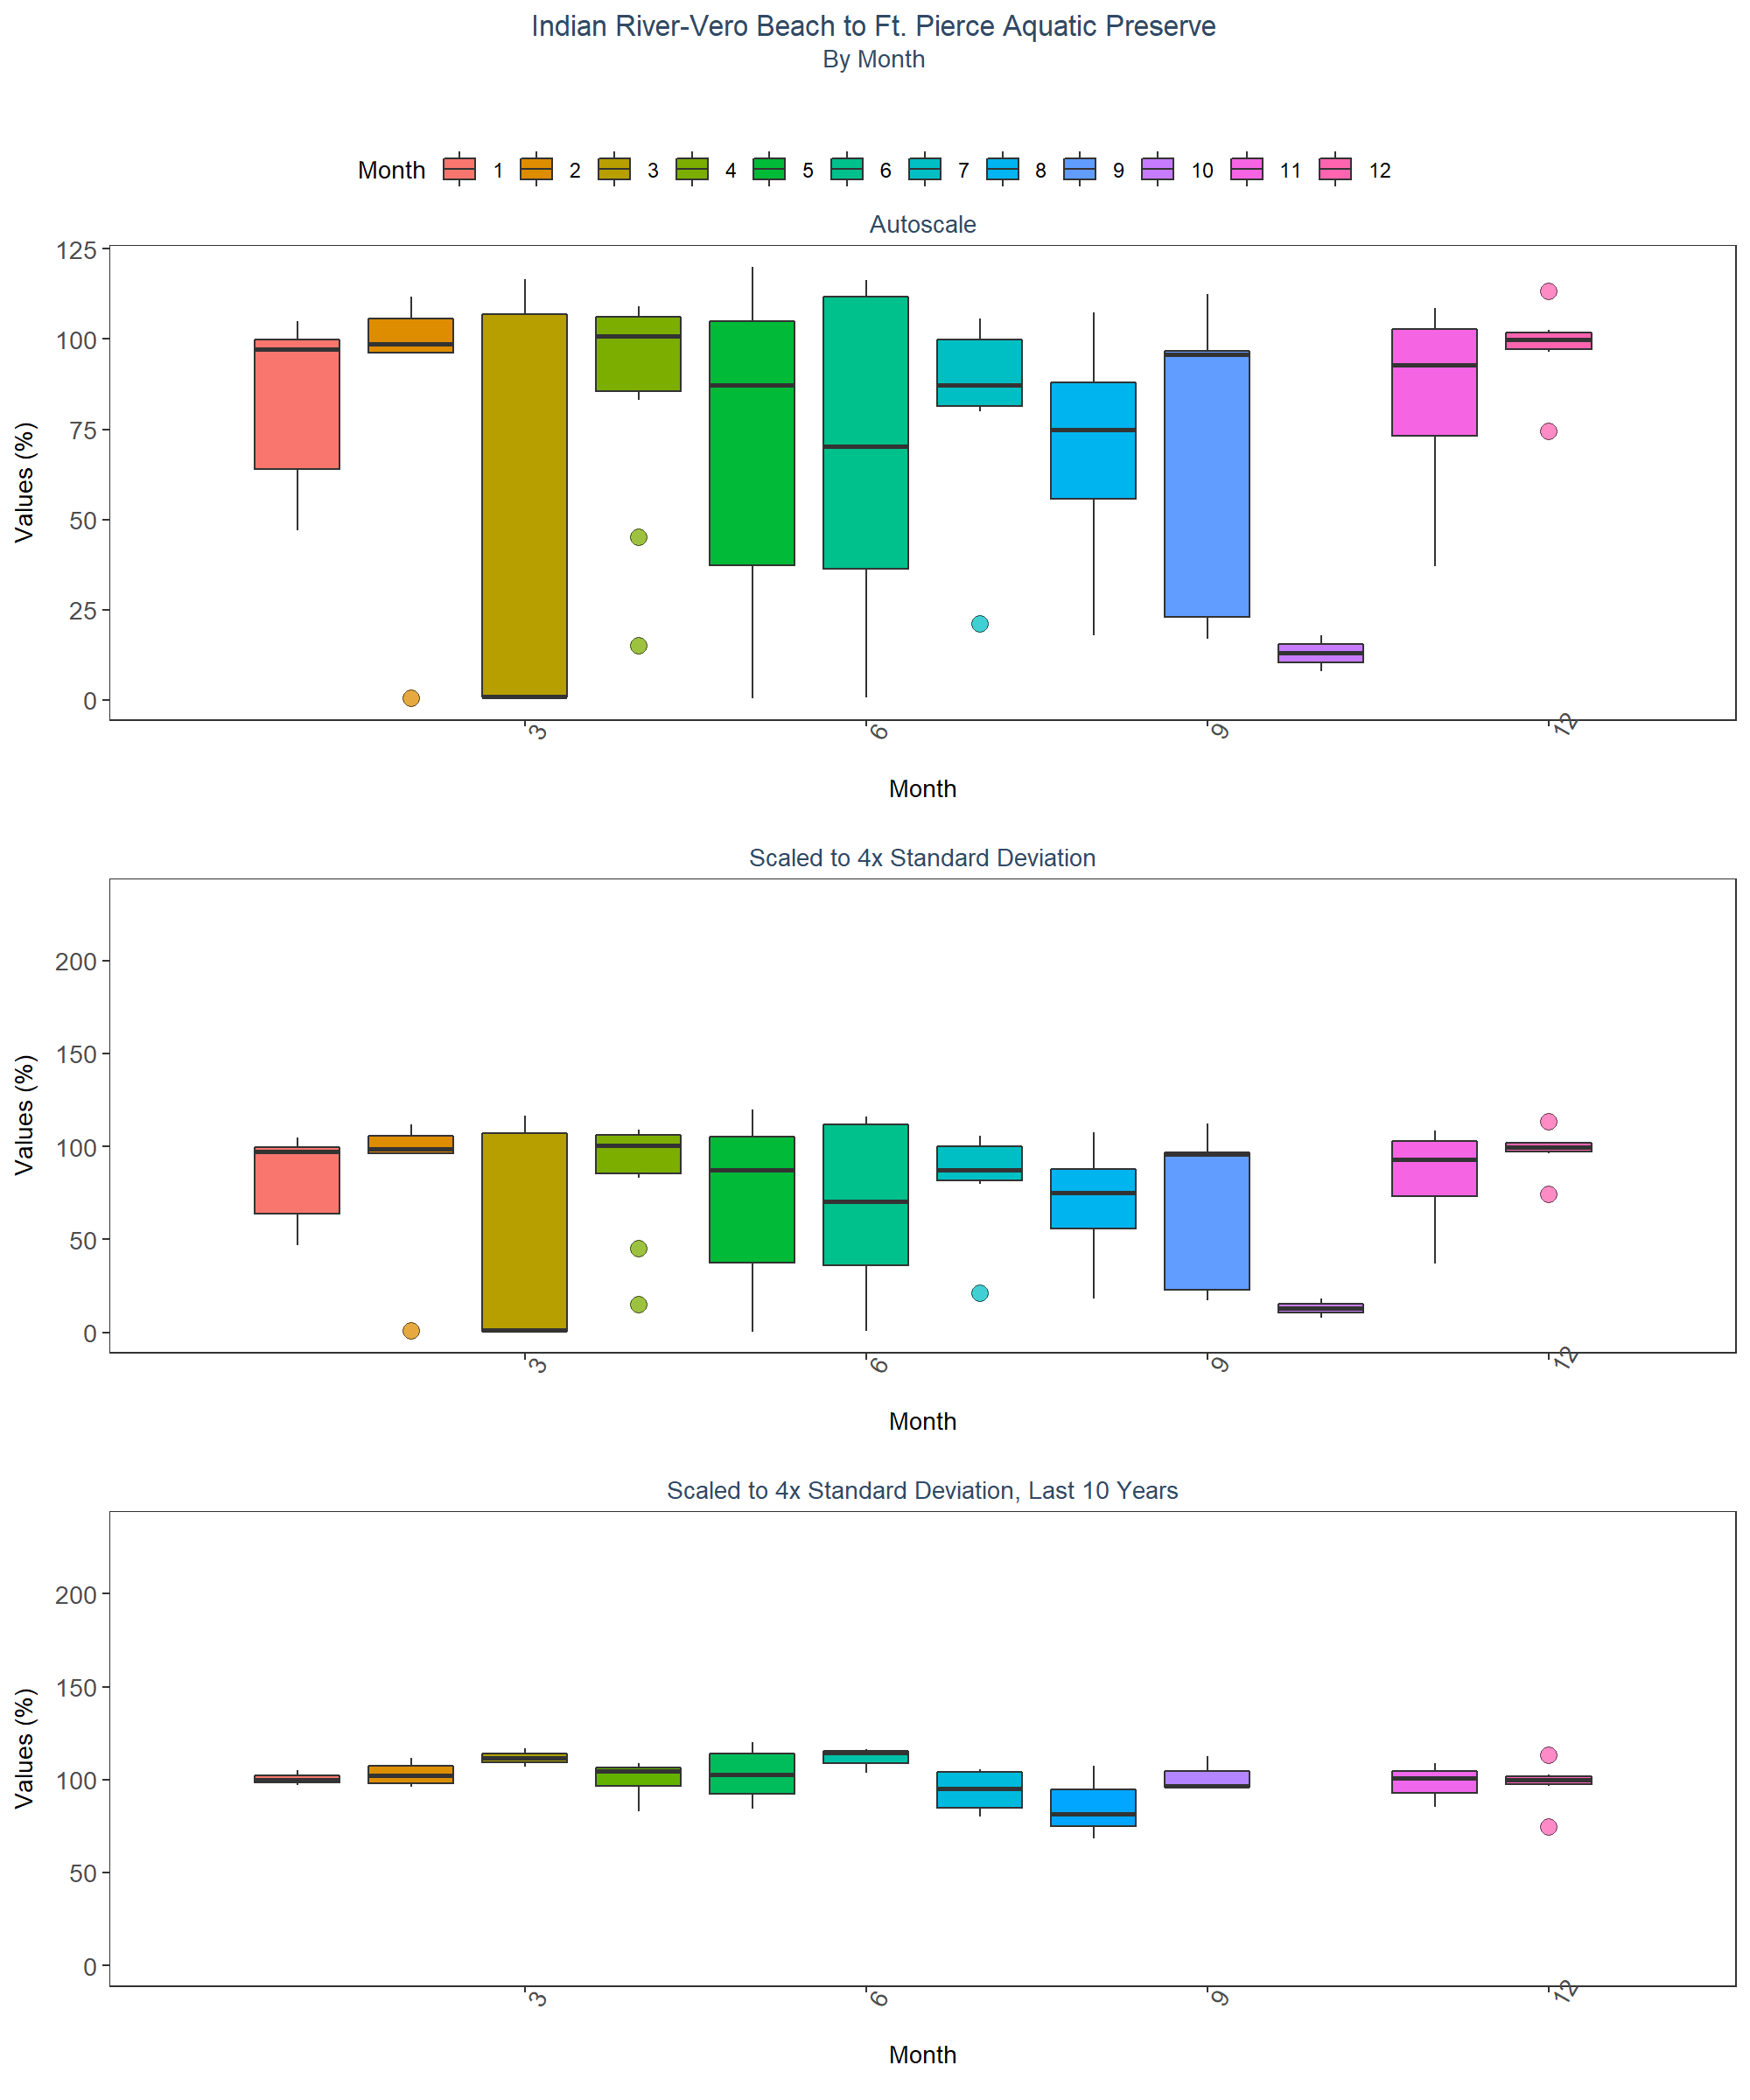 Indian River-Vero Beach to Ft. Pierce Aquatic Preserve
By Month
Month 1 2 3 4 5 6 7 8 9 10 11 12
Autoscale
125
100
75
50
25
0
Values (%)
3 6 9 12
Month
Scaled to 4x Standard Deviation
200
150
100
50
0
Values (%)
3 6 9 12
Month
Scaled to 4x Standard Deviation, Last 10 Years
200
150
100
50
0
Values (%)
3 6 9 12
Month